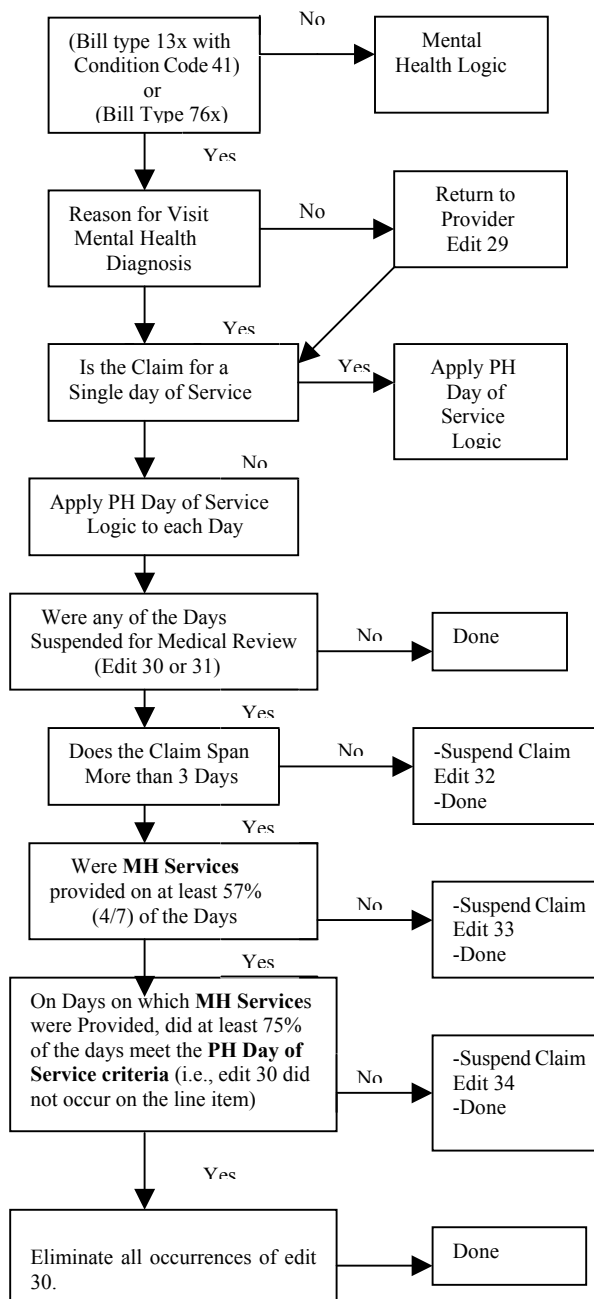 No
(Bill type 13x with
Condition Code 41)
or
(Bill Type 76x)
Mental
Health Logic
Yes
Reason for Visit
Mental Health
Diagnosis
No
Return to
Provider
Edit 29
Yes
Is the Claim for a
Single day of Service
Yes
Apply PH
Day of
Service
Logic
No
Apply PH Day of Service
Logic to each Day
Were any of the Days
Suspended for Medical Review
(Edit 30 or 31)
No
Done
Yes
Does the Claim Span
More than 3 Days
No
-Suspend Claim
Edit 32
-Done
Yes
Were MH Services
provided on at least 57%
(4/7) of the Days
No
-Suspend Claim
Edit 33
-Done
Yes
On Days on which MH Services
were Provided, did at least 75%
of the days meet the PH Day of
Service criteria (i.e., edit 30 did
not occur on the line item)
No
-Suspend Claim
Edit 34
-Done
Yes
Eliminate all occurrences of edit
30.
Done